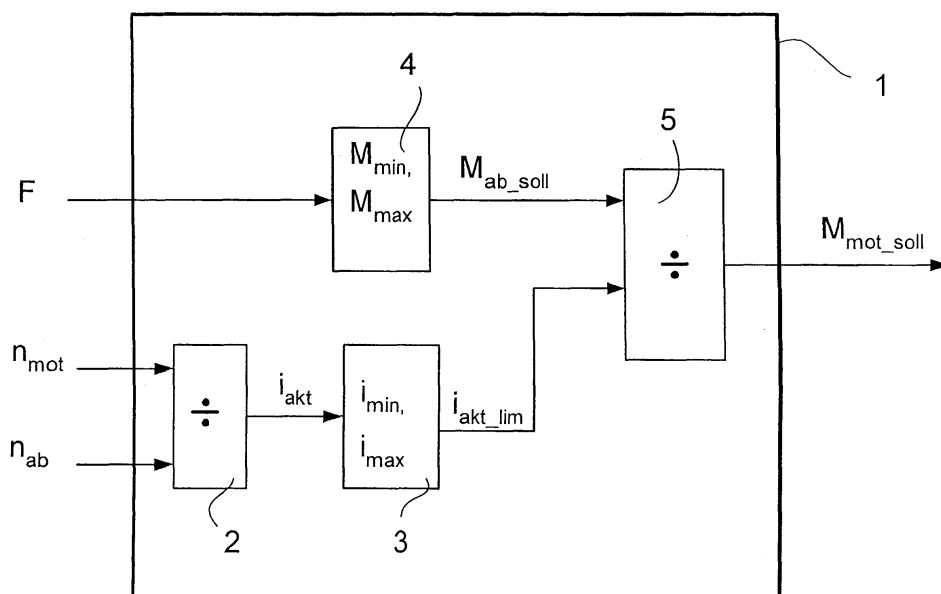 4
1
M_min,
M_max
5
F
M_ab_soll
M_mot_soll
÷
n_mot
n_ab
÷
i_akt
i_min,
i_max
i_akt_lim
2
3